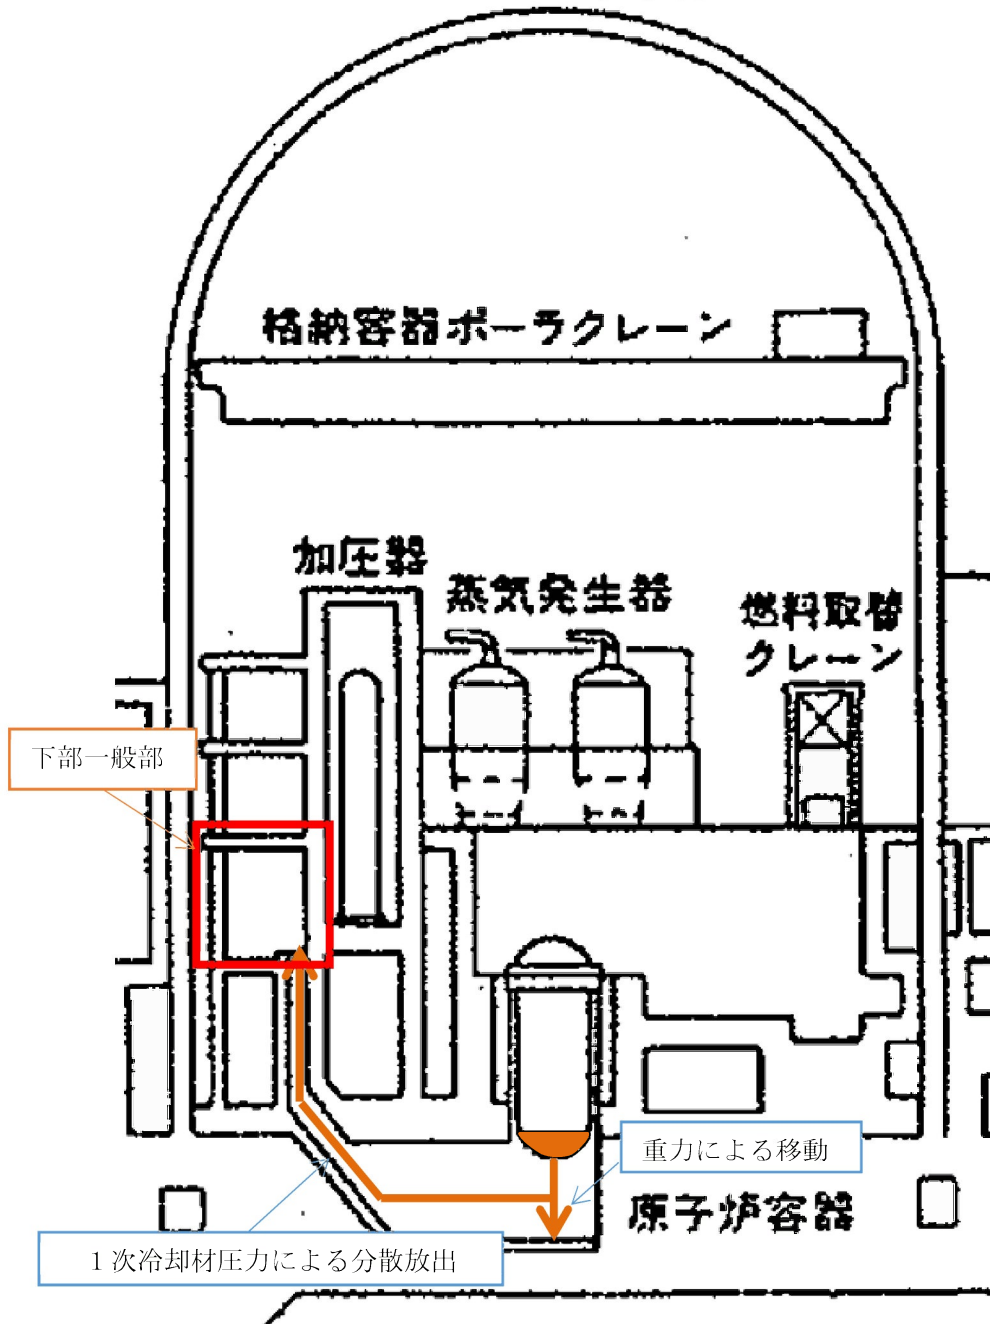 格納容器ポーラクレーン
加圧器
蒸気発生器
燃料取替
クレーン
下部一般部
重力による移動
原子炉容器
１次冷却材圧力による分散放出